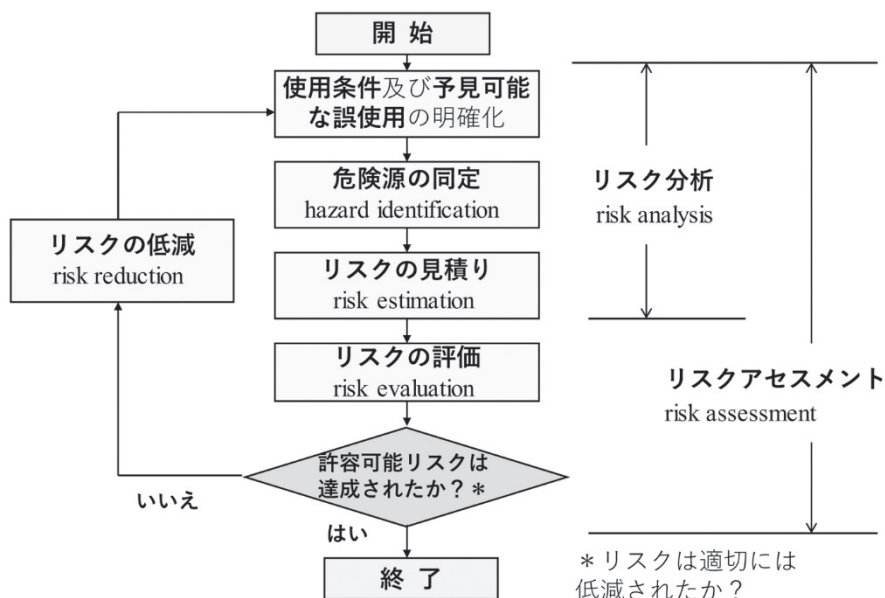 開 始
使用条件及び予見可能
な誤使用の明確化
危険源の同定
hazard identification
リスク分析
risk analysis
リスクの低減
risk reduction
リスクの見積り
risk estimation
リスクの評価
risk evaluation
リスクアセスメント
risk assessment
許容可能リスクは
達成されたか？＊
いいえ
はい
終 了
＊リスクは適切には
低減されたか？